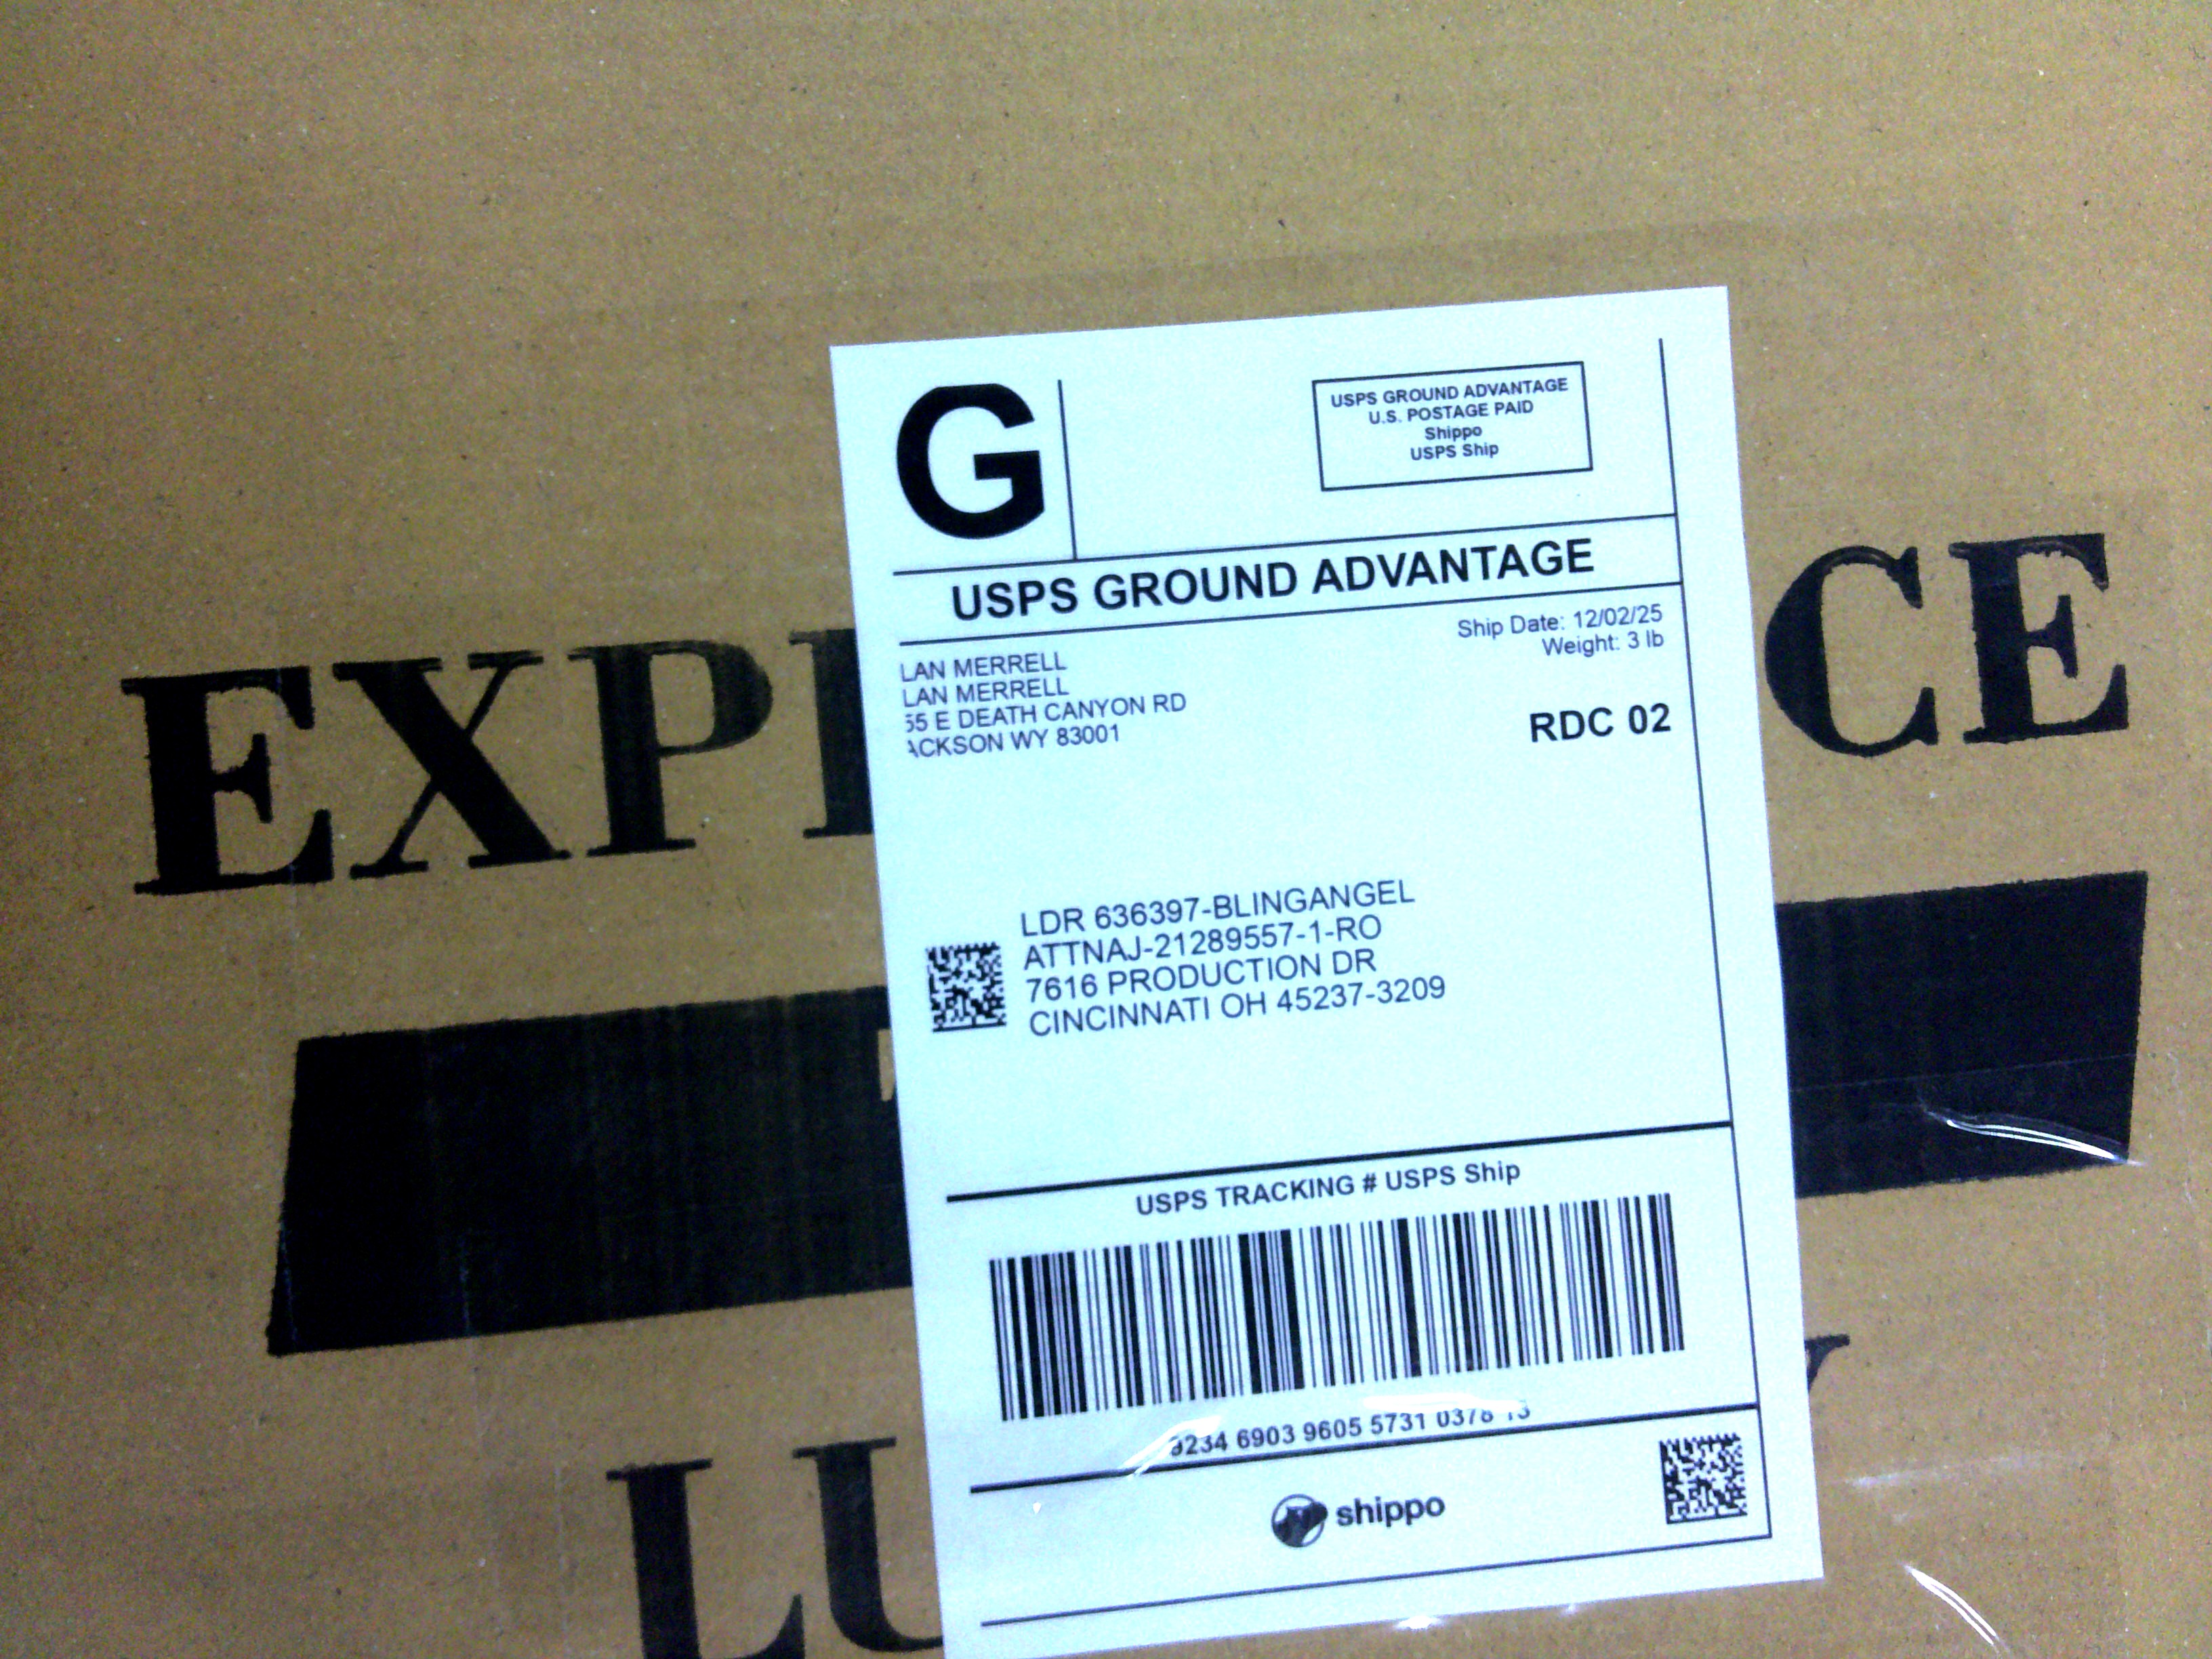 G
USPS GROUND ADVANTAGE
U.S. POSTAGE PAID
Shippo
USPS Ship
USPS GROUND ADVANTAGE
Ship Date: 12/02/25
Weight: 3 lb
LAN MERRELL
LAN MERRELL
55 E DEATH CANYON RD
ACKSON WY 83001
RDC 02
LDR 636397-BLINGANGEL
ATTNAJ-21289557-1-RO
7616 PRODUCTION DR
CINCINNATI OH 45237-3209
USPS TRACKING # USPS Ship
9234 6903 9605 5731 0378 13
shippo
EXP CE
LU